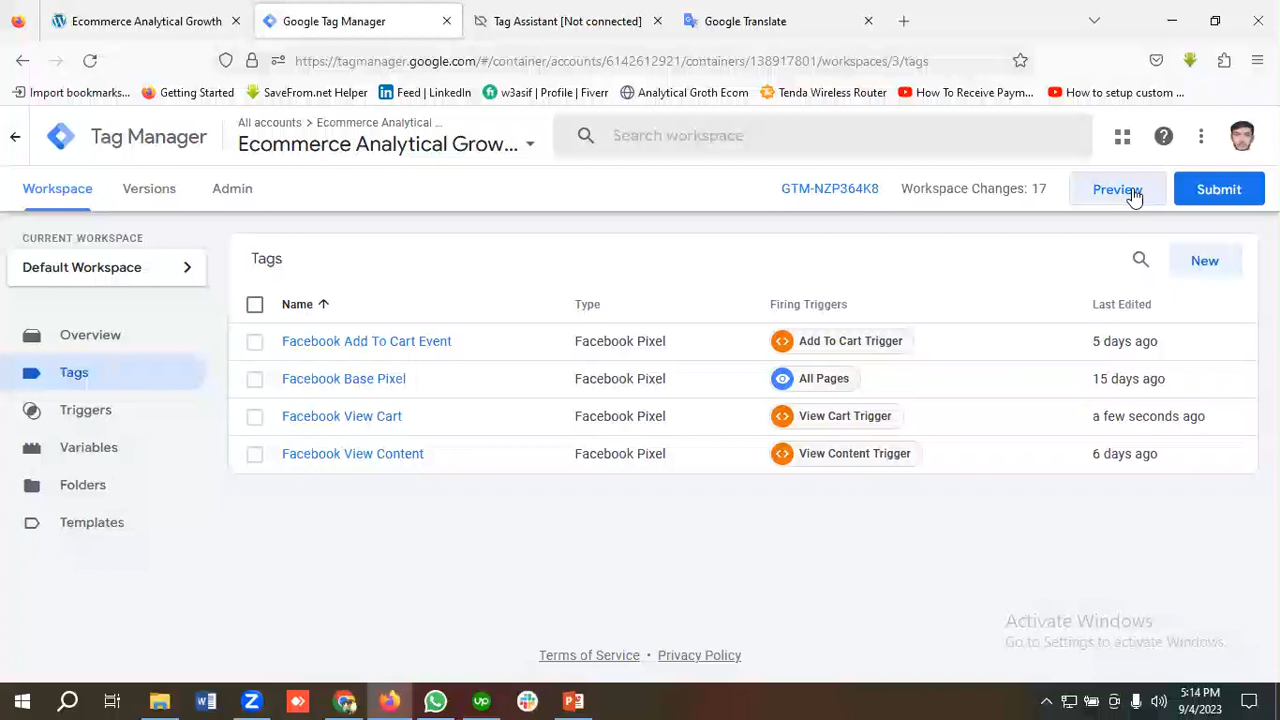 Ecommerce Analytical Growth
Google Tag Manager
Tag Assistant [Not connected]
Google Translate
https://tagmanager.google.com/#/container/accounts/6142612921/containers/138917801/workspaces/3/tags
Import bookmarks...
Getting Started
SaveFrom.net Helper
Feed | LinkedIn
w3asif | Profile | Fiverr
Analytical Groth Ecom
Tenda Wireless Router
How To Receive Paym...
How to setup custom ...
Tag Manager
All accounts > Ecommerce Analytical ...
Ecommerce Analytical Grow...
Search workspace
Workspace
Versions
Admin
GTM-NZP364K8
Workspace Changes: 17
Preview
Submit
CURRENT WORKSPACE
Default Workspace
Overview
Tags
Triggers
Variables
Folders
Templates
Tags
New
Name
Type
Firing Triggers
Last Edited
Facebook Add To Cart Event
Facebook Pixel
Add To Cart Trigger
5 days ago
Facebook Base Pixel
Facebook Pixel
All Pages
15 days ago
Facebook View Cart
Facebook Pixel
View Cart Trigger
a few seconds ago
Facebook View Content
Facebook Pixel
View Content Trigger
6 days ago
Activate Windows
Go to Settings to activate Windows.
Terms of Service • Privacy Policy
5:14 PM
9/4/2023